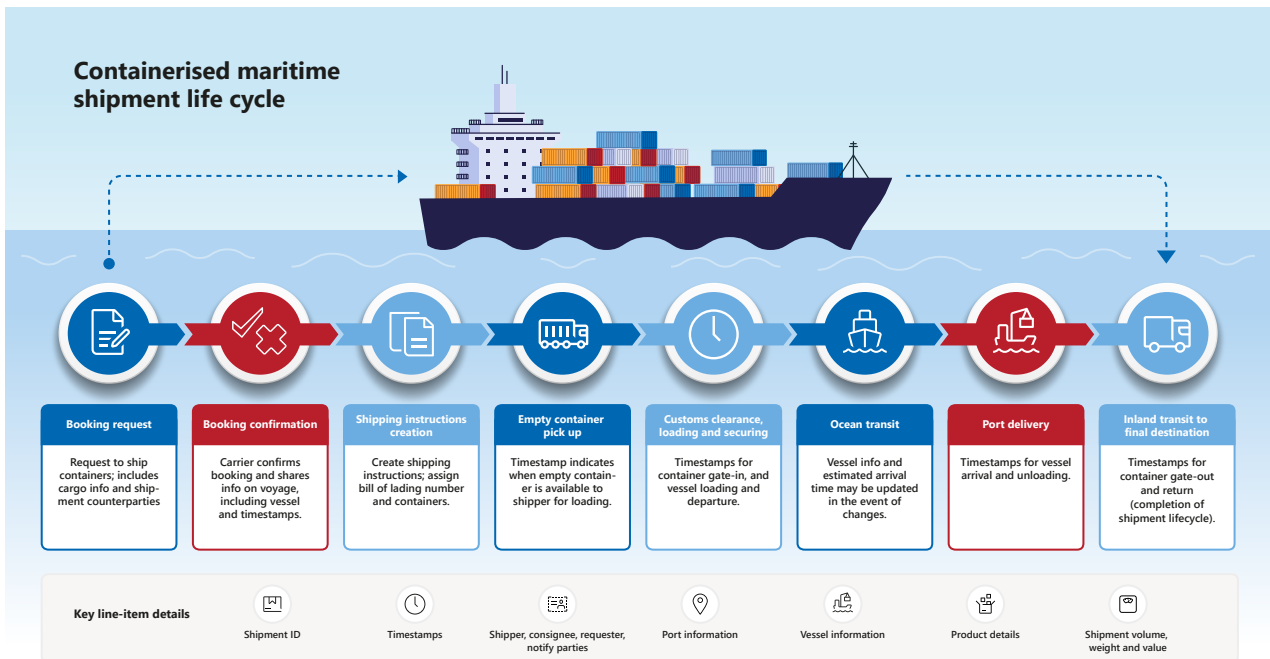 Containerised maritime
shipment life cycle
Booking request
Request to ship
containers; includes
cargo info and ship-
ment counterparties
Booking confirmation
Carrier confirms
booking and shares
info on voyage,
including vessel
and timestamps.
Shipping instructions
creation
Create shipping
instructions; assign
bill of lading number
and containers.
Empty container
pick up
Timestamp indicates
when empty contain-
er is available to
shipper for loading.
Customs clearance,
loading and securing
Timestamps for
container gate-in, and
vessel loading and
departure.
Ocean transit
Vessel info and
estimated arrival
time may be updated
in the event of
changes.
Port delivery
Timestamps for vessel
arrival and unloading.
Inland transit to
final destination
Timestamps for
container gate-out
and return
(completion of
shipment lifecycle).
Key line-item details
Shipment ID
Timestamps
Shipper, consignee, requester,
notify parties
Port information
Vessel information
Product details
Shipment volume,
weight and value